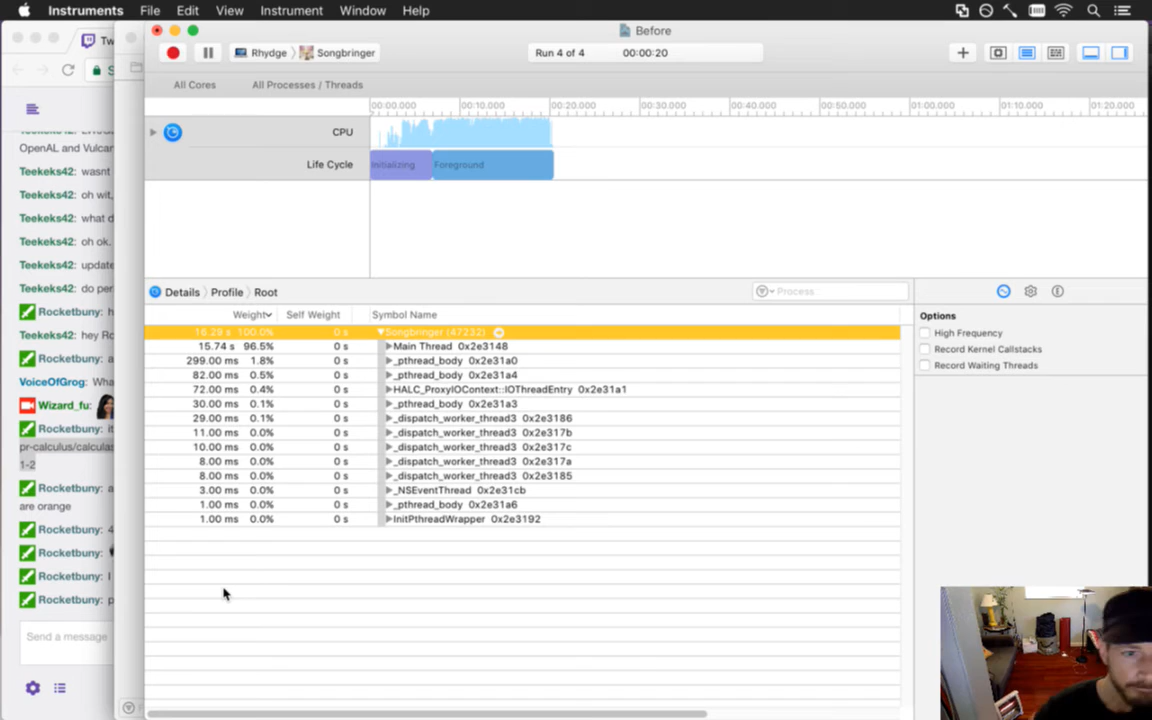 Instruments File Edit View Instrument Window Help
Before
Tw
Rhydge Songbringer
Run 4 of 4 00:00:20
All Cores All Processes / Threads
00:00.000 00:10.000 00:20.000 00:30.000 00:40.000 00:50.000 01:00.000 01:10.000 01:20.000
CPU
Life Cycle
Initializing
Foreground
OpenAL and Vulcan
Teekeks42: wasnt
Teekeks42: oh wit,
Teekeks42: what d
Teekeks42: oh ok.
Teekeks42: update
Teekeks42: do per
Rocketbuny: h
Teekeks42: hey Ro
Rocketbuny: a
VoiceOfGrog: Wha
Wizard_fu:
Rocketbuny: it
pr-calculus/calculas
1-2
Rocketbuny: a
are orange
Rocketbuny: 4
Rocketbuny:
Rocketbuny: I
Rocketbuny: p
Send a message
Details Profile Root
Process
Weight Self Weight Symbol Name
16.29 s 100.0% 0 s Songbringer (47232)
15.74 s 96.5% 0 s Main Thread 0x2e3148
299.00 ms 1.8% 0 s _pthread_body 0x2e31a0
82.00 ms 0.5% 0 s _pthread_body 0x2e31a4
72.00 ms 0.4% 0 s HALC_ProxyIOContext::IOThreadEntry 0x2e31a1
30.00 ms 0.1% 0 s _pthread_body 0x2e31a3
29.00 ms 0.1% 0 s _dispatch_worker_thread3 0x2e3186
11.00 ms 0.0% 0 s _dispatch_worker_thread3 0x2e317b
10.00 ms 0.0% 0 s _dispatch_worker_thread3 0x2e317c
8.00 ms 0.0% 0 s _dispatch_worker_thread3 0x2e317a
8.00 ms 0.0% 0 s _dispatch_worker_thread3 0x2e3185
3.00 ms 0.0% 0 s _NSEventThread 0x2e31cb
1.00 ms 0.0% 0 s _pthread_body 0x2e31a6
1.00 ms 0.0% 0 s InitPthreadWrapper 0x2e3192
Options
High Frequency
Record Kernel Callstacks
Record Waiting Threads